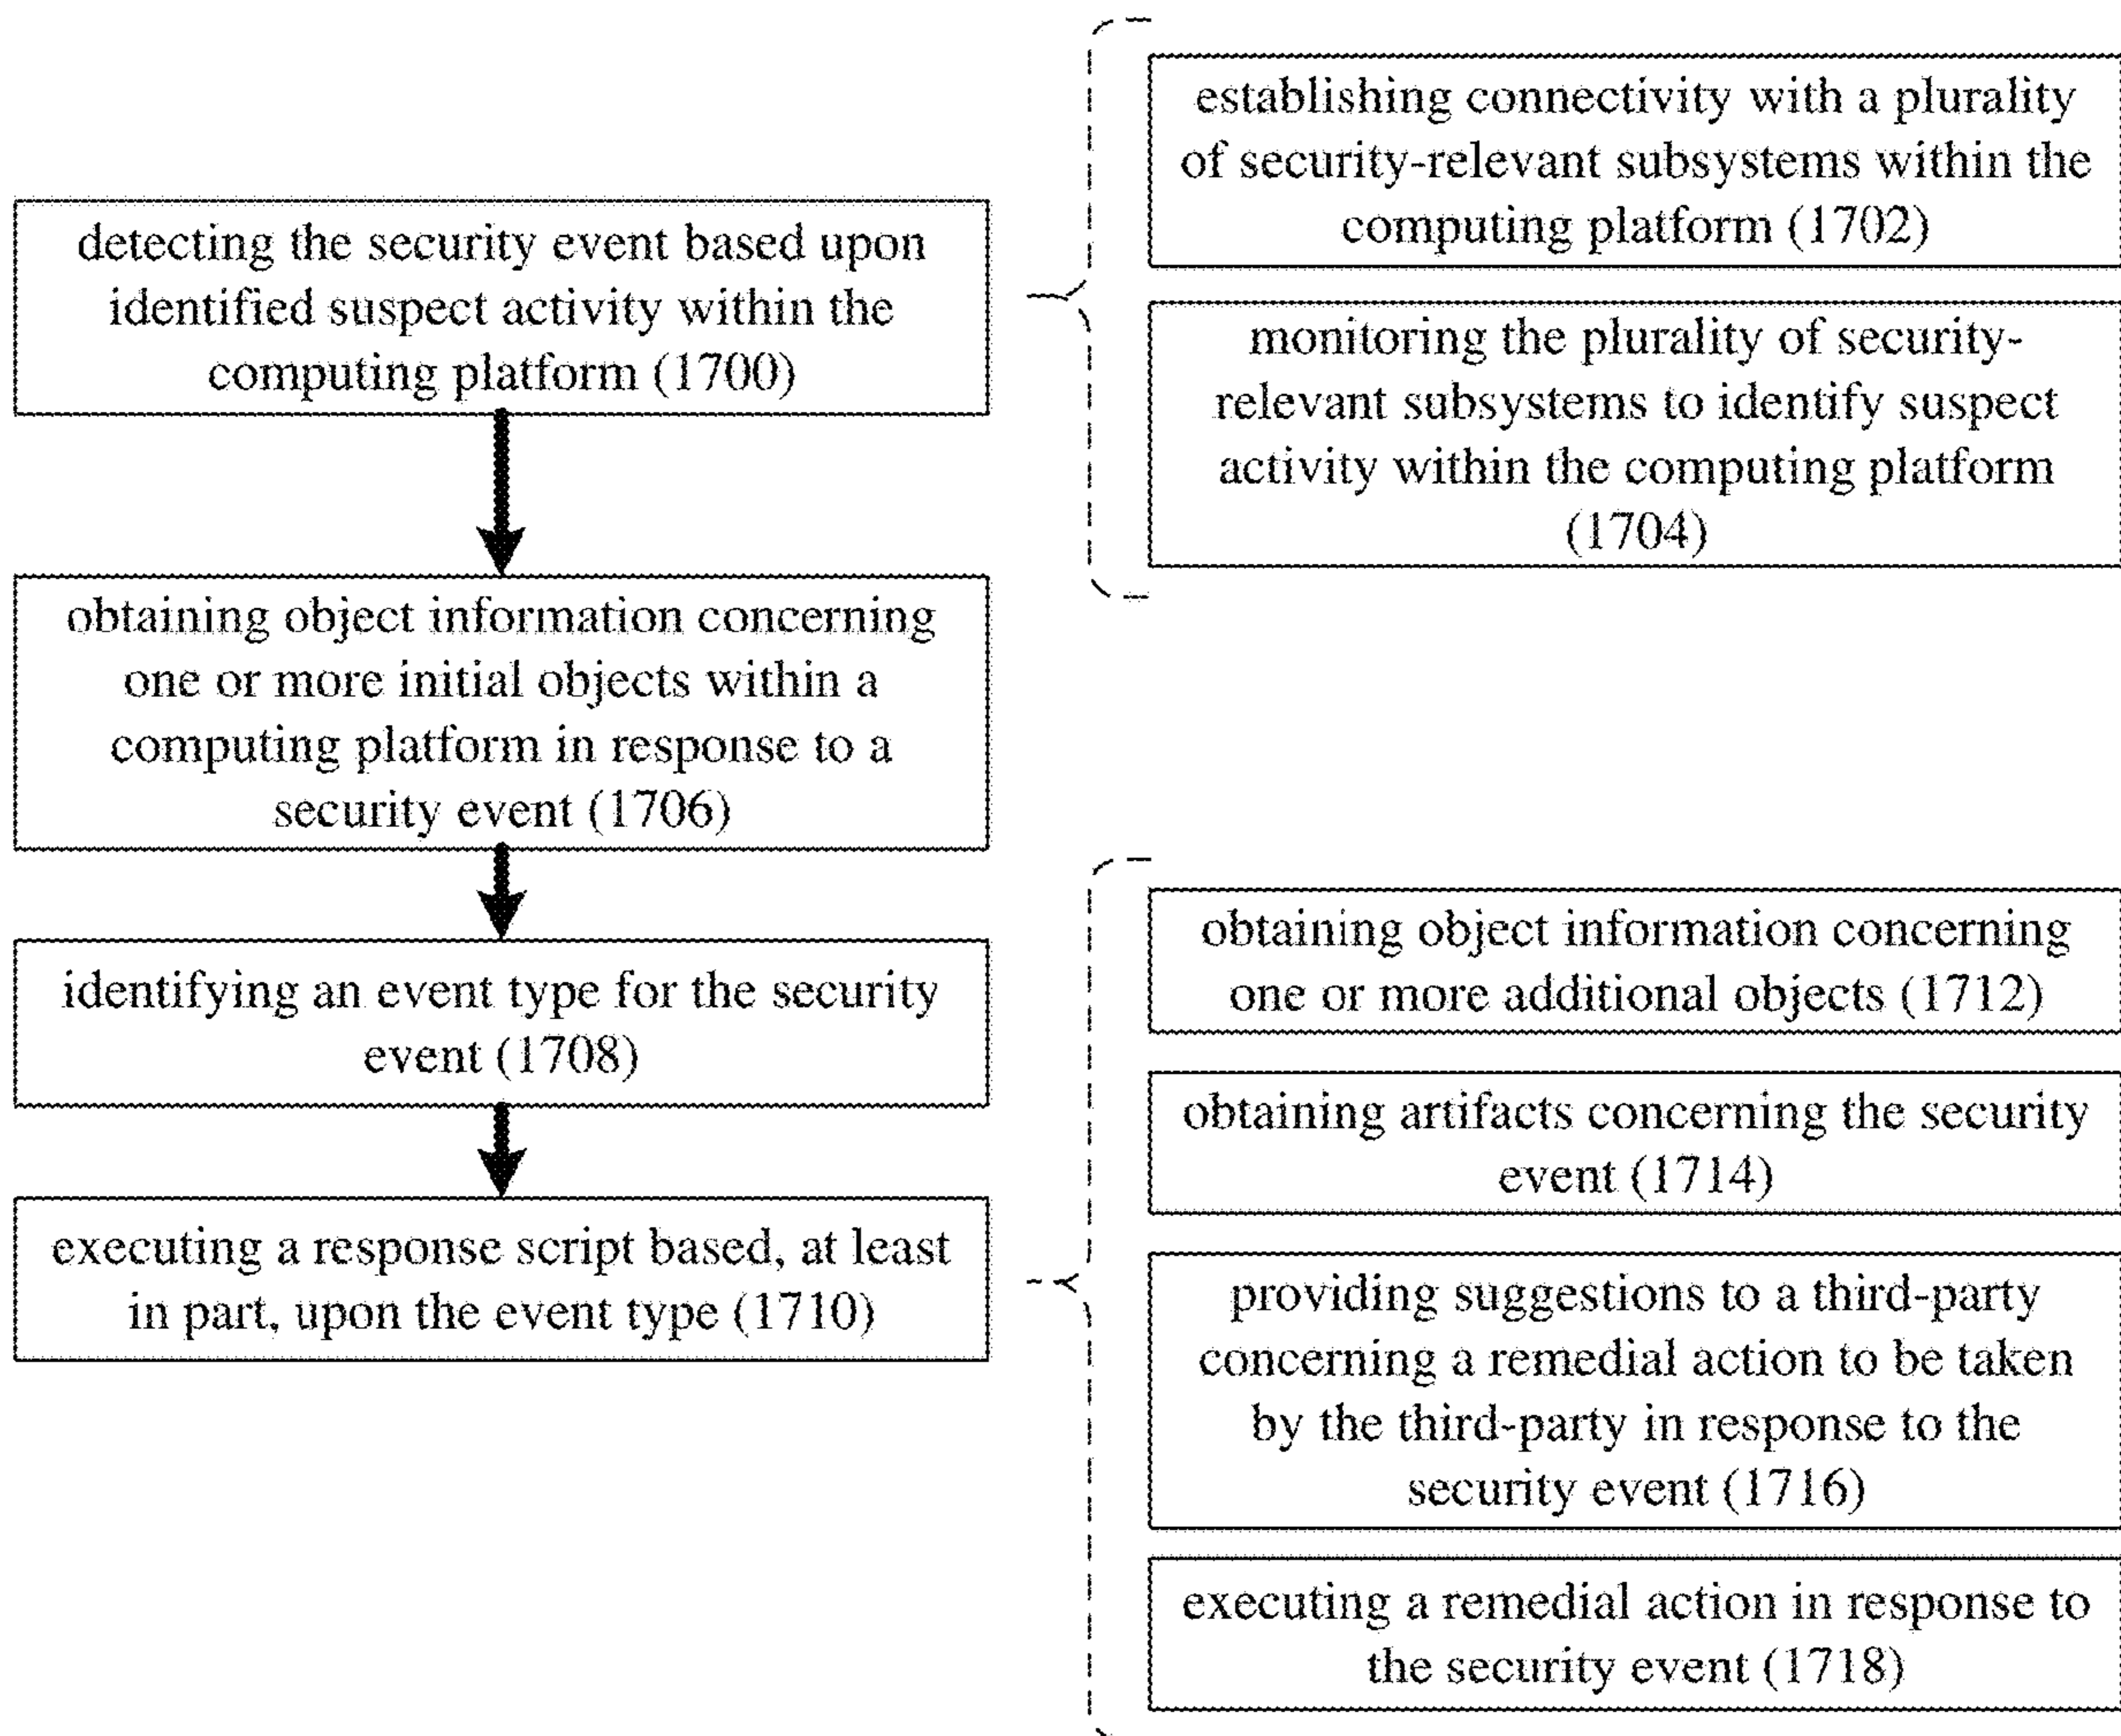 detecting the security event based upon
identified suspect activity within the
computing platform (1700)
establishing connectivity with a plurality
of security-relevant subsystems within the
computing platform (1702)
monitoring the plurality of security-
relevant subsystems to identify suspect
activity within the computing platform
(1704)
obtaining object information concerning
one or more initial objects within a
computing platform in response to a
security event (1706)
identifying an event type for the security
event (1708)
executing a response script based, at least
in part, upon the event type (1710)
obtaining object information concerning
one or more additional objects (1712)
obtaining artifacts concerning the security
event (1714)
providing suggestions to a third-party
concerning a remedial action to be taken
by the third-party in response to the
security event (1716)
executing a remedial action in response to
the security event (1718)